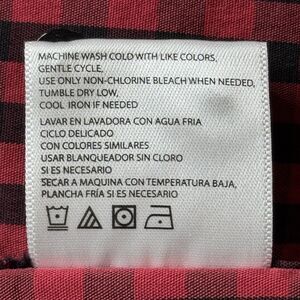 MACHINE WASH COLD WITH LIKE COLORS,
GENTLE CYCLE,
USE ONLY NON-CHLORINE BLEACH WHEN NEEDED,
TUMBLE DRY LOW,
COOL IRON IF NEEDED
LAVAR EN LAVADORA CON AGUA FRIA
CICLO DELICADO
CON COLORES SIMILARES
USAR BLANQUEADOR SIN CLORO
SI ES NECESARIO
SECAR A MAQUINA CON TEMPERATURA BAJA,
PLANCHA FRÍA SI ES NECESARIO